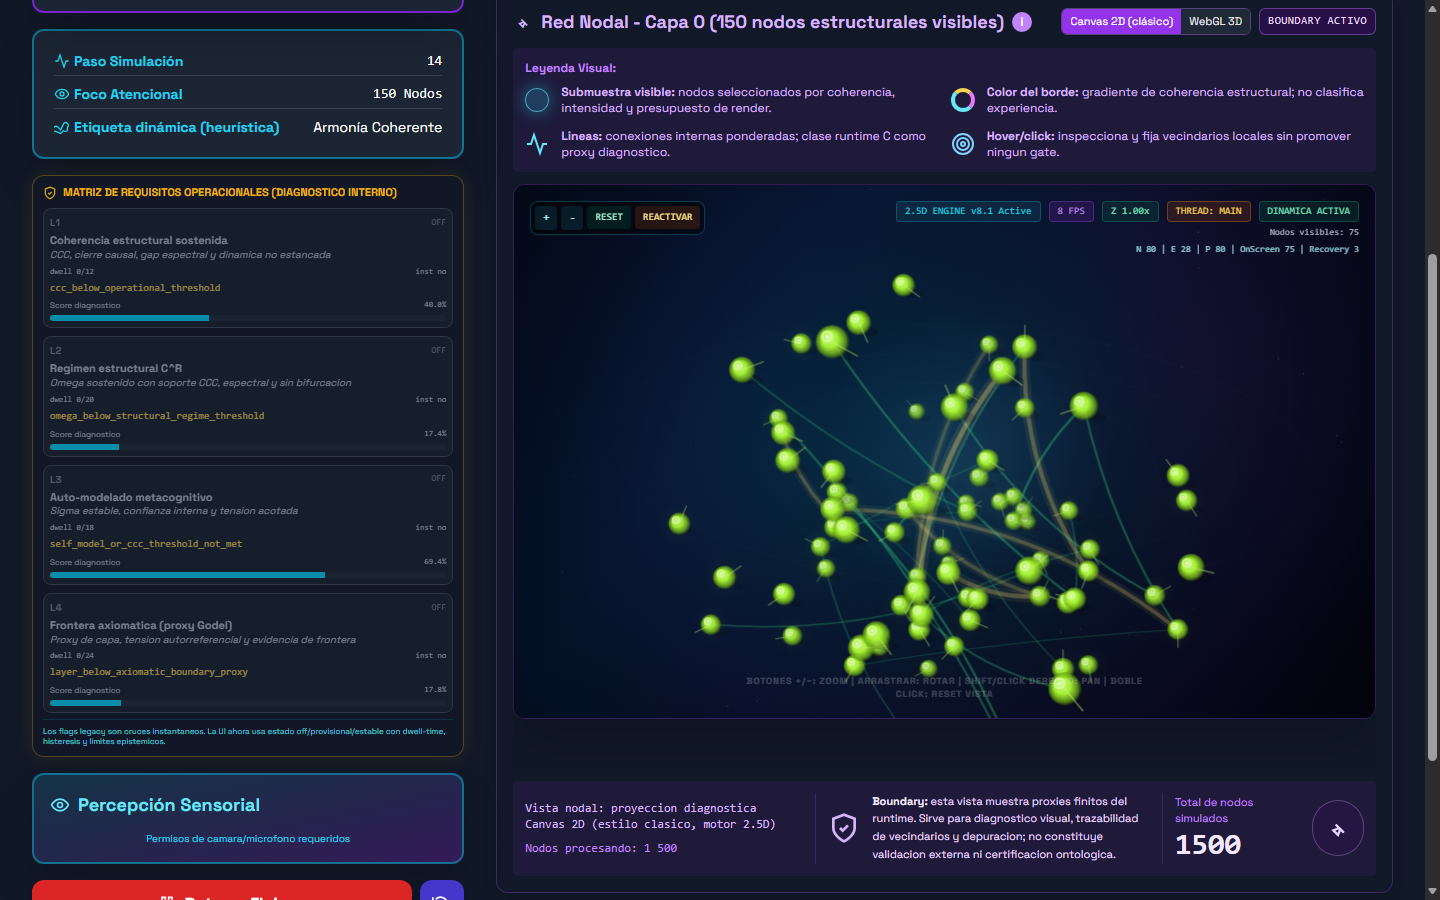 Paso Simulación 14
Foco Atencional 150 Nodos
Etiqueta dinámica (heurística) Armonía Coherente
MATRIZ DE REQUISITOS OPERACIONALES (DIAGNOSTICO INTERNO)
L1 OFF
Coherencia estructural sostenida
CCC, cierre causal, gap espectral y dinamica no estancada
dwell 0/12 inst no
ccc_below_operational_threshold
Score diagnostico 40.0%
L2 OFF
Regimen estructural C^R
Omega sostenido con soporte CCC, espectral y sin bifurcacion
dwell 0/20 inst no
omega_below_structural_regime_threshold
Score diagnostico 17.4%
L3 OFF
Auto-modelado metacognitivo
Sigma estable, confianza interna y tension acotada
dwell 0/18 inst no
self_model_or_ccc_threshold_not_met
Score diagnostico 69.4%
L4 OFF
Frontera axiomatica (proxy Godel)
Proxy de capa, tension autorreferencial y evidencia de frontera
dwell 0/24 inst no
layer_below_axiomatic_boundary_proxy
Score diagnostico 17.8%
Los flags legacy son cruces instantaneos. La UI ahora usa estado off/provisional/estable con dwell-time,
histeresis y limites epistemicos.
Percepción Sensorial
Permisos de camara/microfono requeridos
Red Nodal - Capa 0 (150 nodos estructurales visibles) i
Canvas 2D (clásico) WebGL 3D BOUNDARY ACTIVO
Leyenda Visual:
Submuestra visible: nodos seleccionados por coherencia,
intensidad y presupuesto de render.
Color del borde: gradiente de coherencia estructural; no clasifica
experiencia.
Lineas: conexiones internas ponderadas; clase runtime C como
proxy diagnostico.
Hover/click: inspecciona y fija vecindarios locales sin promover
ningun gate.
+ - RESET REACTIVAR
2.5D ENGINE v8.1 Active 8 FPS Z 1.00x THREAD: MAIN DINAMICA ACTIVA
Nodos visibles: 75
N 80 | E 28 | P 80 | OnScreen 75 | Recovery 3
BOTONES +/-: ZOOM | ARRASTRAR: ROTAR | SHIFT/CLICK PAN | DOBLE
CLICK: RESET VISTA
Vista nodal: proyeccion diagnostica
Canvas 2D (estilo clasico, motor 2.5D)
Nodos procesando: 1 500
Boundary: esta vista muestra proxies finitos del
runtime. Sirve para diagnostico visual, trazabilidad
de vecindarios y depuracion; no constituye
validacion externa ni certificacion ontologica.
Total de nodos
simulados
1500